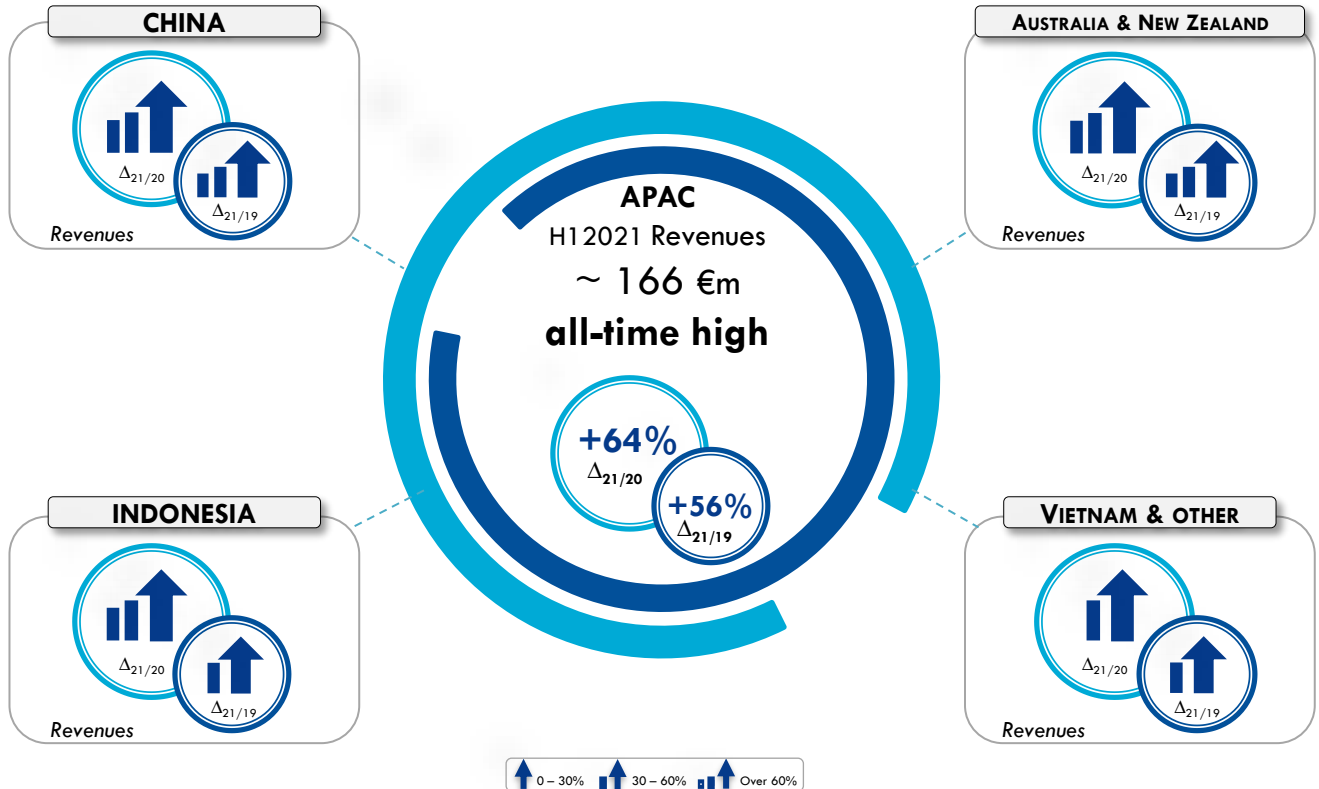 CHINA
Δ21/20
Δ21/19
Revenues
AUSTRALIA & NEW ZEALAND
Δ21/20
Δ21/19
Revenues
APAC
H12021 Revenues
~ 166 €m
all-time high
+64%
Δ21/20
+56%
Δ21/19
INDONESIA
Δ21/20
Δ21/19
Revenues
VIETNAM & OTHER
Δ21/20
Δ21/19
Revenues
0 – 30% 30 – 60% Over 60%